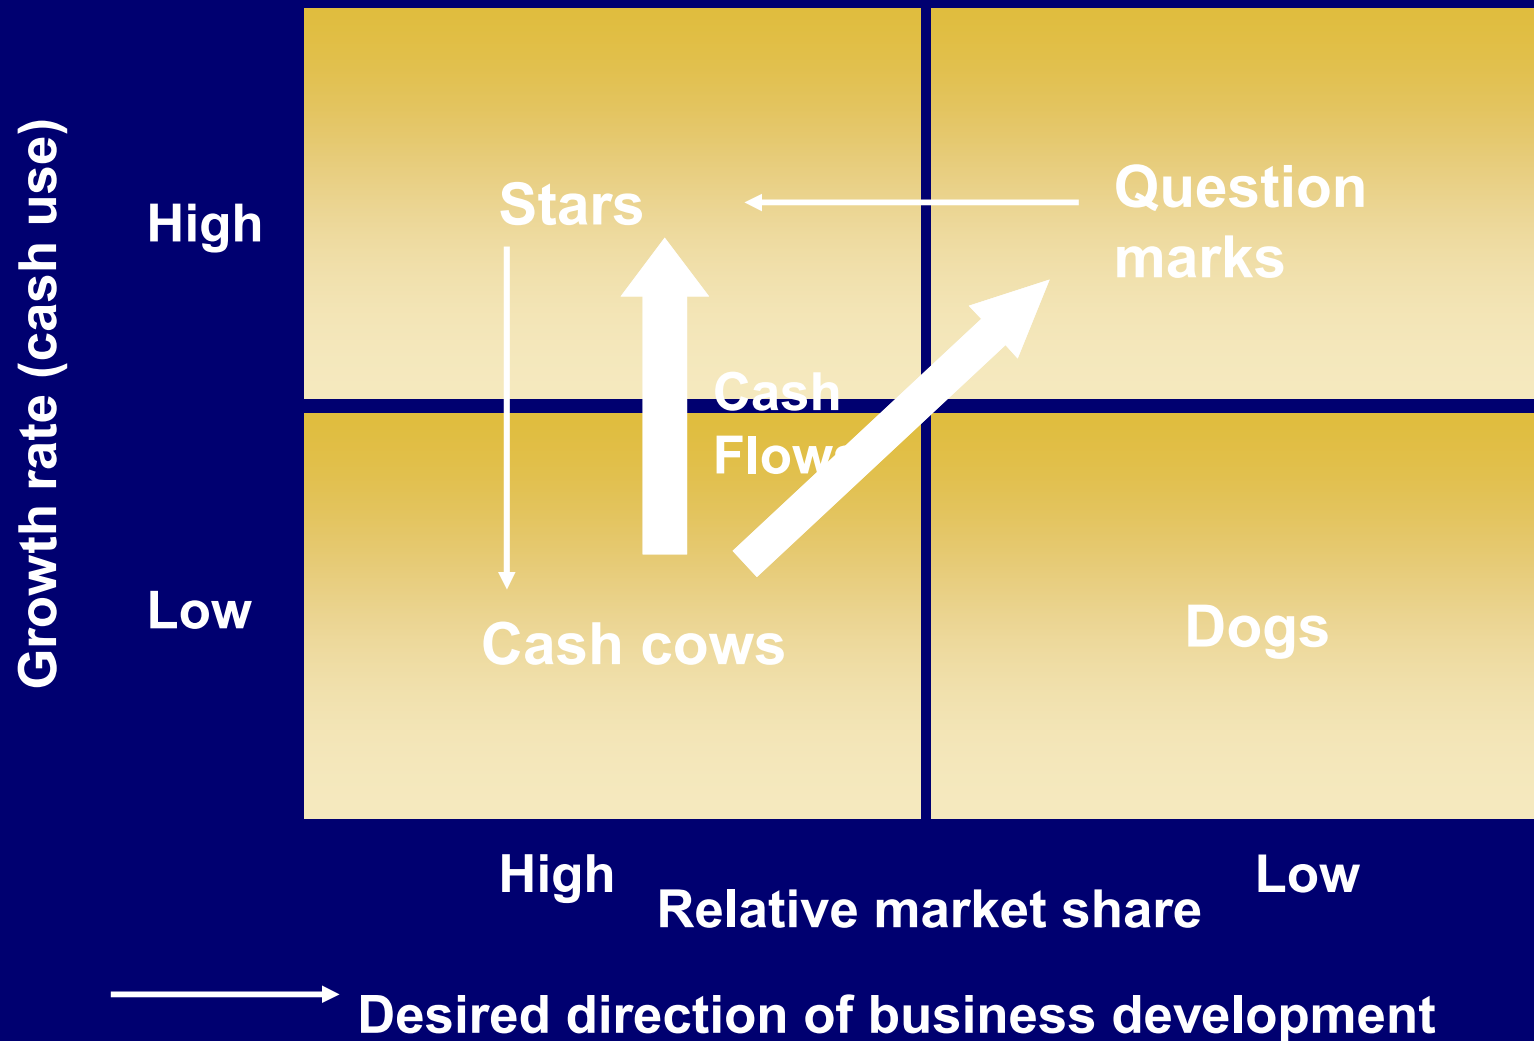 Growth rate (cash use)
High
Stars
Question
marks
Cash
Flows
Low
Cash cows
Dogs
High
Relative market share
Low
Desired direction of business development